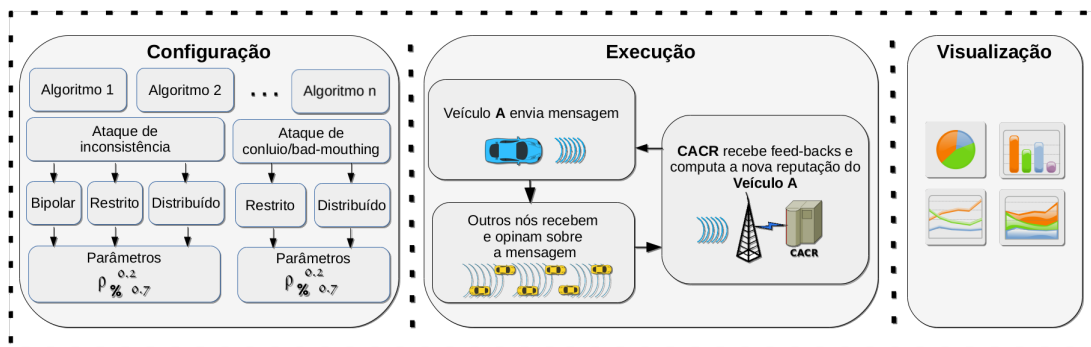 Configuração
Algoritmo 1
Algoritmo 2
...
Algoritmo n
Ataque de
inconsistência
Ataque de
conluio/bad-mouthing
Bipolar
Restrito
Distribuído
Restrito
Distribuído
Parâmetros
ρ % 0.2 0.7
Parâmetros
ρ % 0.2 0.7
Execução
Veículo A envia mensagem
Outros nós recebem
e opinam sobre
a mensagem
CACR recebe feed-backs e
computa a nova reputação do
Veículo A
CACR
Visualização